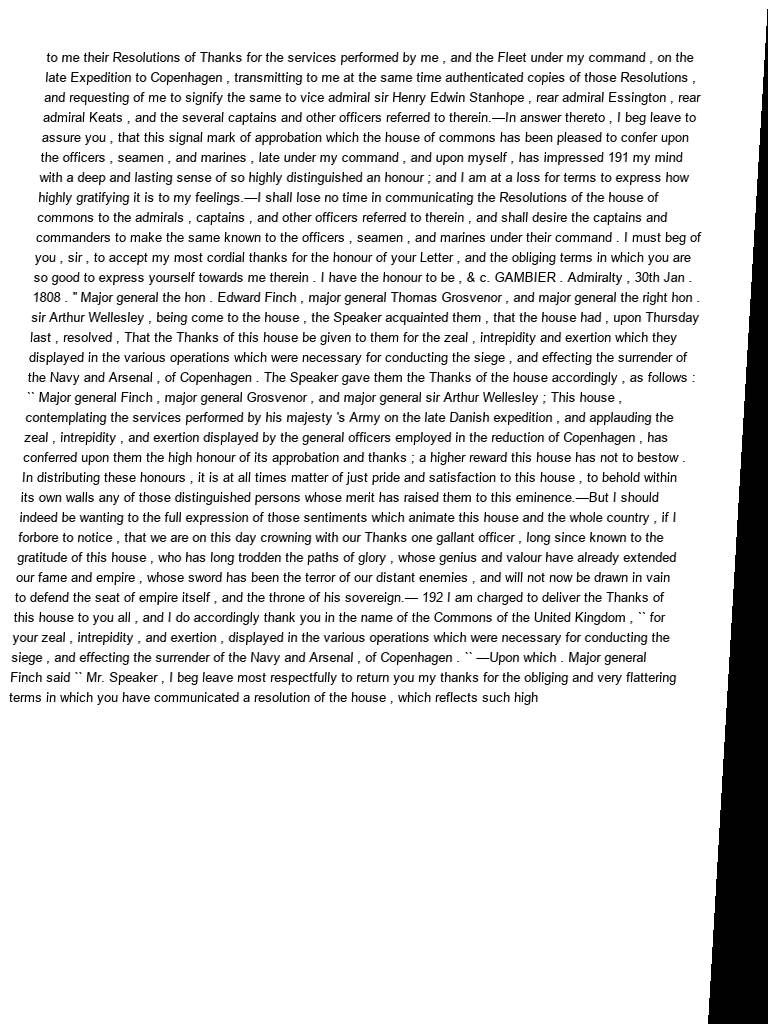 to me their Resolutions of Thanks for the services performed by me , and the Fleet under my command , on the
late Expedition to Copenhagen , transmitting to me at the same time authenticated copies of those Resolutions ,
and requesting of me to signify the same to vice admiral sir Henry Edwin Stanhope , rear admiral Essington , rear
admiral Keats , and the several captains and other officers referred to therein.—In answer thereto , I beg leave to
assure you , that this signal mark of approbation which the house of commons has been pleased to confer upon
the officers , seamen , and marines , late under my command , and upon myself , has impressed 191 my mind
with a deep and lasting sense of so highly distinguished an honour ; and I am at a loss for terms to express how
highly gratifying it is to my feelings.—I shall lose no time in communicating the Resolutions of the house of
commons to the admirals , captains , and other officers referred to therein , and shall desire the captains and
commanders to make the same known to the officers , seamen , and marines under their command . I must beg of
you , sir , to accept my most cordial thanks for the honour of your Letter , and the obliging terms in which you are
so good to express yourself towards me therein . I have the honour to be , & c. GAMBIER . Admiralty , 30th Jan .
1808 . " Major general the hon . Edward Finch , major general Thomas Grosvenor , and major general the right hon .
sir Arthur Wellesley , being come to the house , the Speaker acquainted them , that the house had , upon Thursday
last , resolved , That the Thanks of this house be given to them for the zeal , intrepidity and exertion which they
displayed in the various operations which were necessary for conducting the siege , and effecting the surrender of
the Navy and Arsenal , of Copenhagen . The Speaker gave them the Thanks of the house accordingly , as follows :
`` Major general Finch , major general Grosvenor , and major general sir Arthur Wellesley ; This house ,
contemplating the services performed by his majesty 's Army on the late Danish expedition , and applauding the
zeal , intrepidity , and exertion displayed by the general officers employed in the reduction of Copenhagen , has
conferred upon them the high honour of its approbation and thanks ; a higher reward this house has not to bestow .
In distributing these honours , it is at all times matter of just pride and satisfaction to this house , to behold within
its own walls any of those distinguished persons whose merit has raised them to this eminence.—But I should
indeed be wanting to the full expression of those sentiments which animate this house and the whole country , if I
forbore to notice , that we are on this day crowning with our Thanks one gallant officer , long since known to the
gratitude of this house , who has long trodden the paths of glory , whose genius and valour have already extended
our fame and empire , whose sword has been the terror of our distant enemies , and will not now be drawn in vain
to defend the seat of empire itself , and the throne of his sovereign.— 192 I am charged to deliver the Thanks of
this house to you all , and I do accordingly thank you in the name of the Commons of the United Kingdom , `` for
your zeal , intrepidity , and exertion , displayed in the various operations which were necessary for conducting the
siege , and effecting the surrender of the Navy and Arsenal , of Copenhagen . `` —Upon which . Major general
Finch said `` Mr. Speaker , I beg leave most respectfully to return you my thanks for the obliging and very flattering
terms in which you have communicated a resolution of the house , which reflects such high